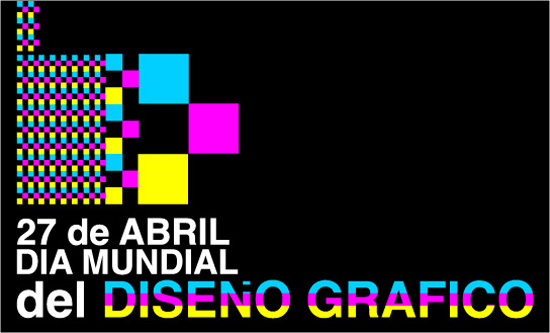 27 de ABRIL
DIA MUNDIAL
del DISEÑO GRAFICO